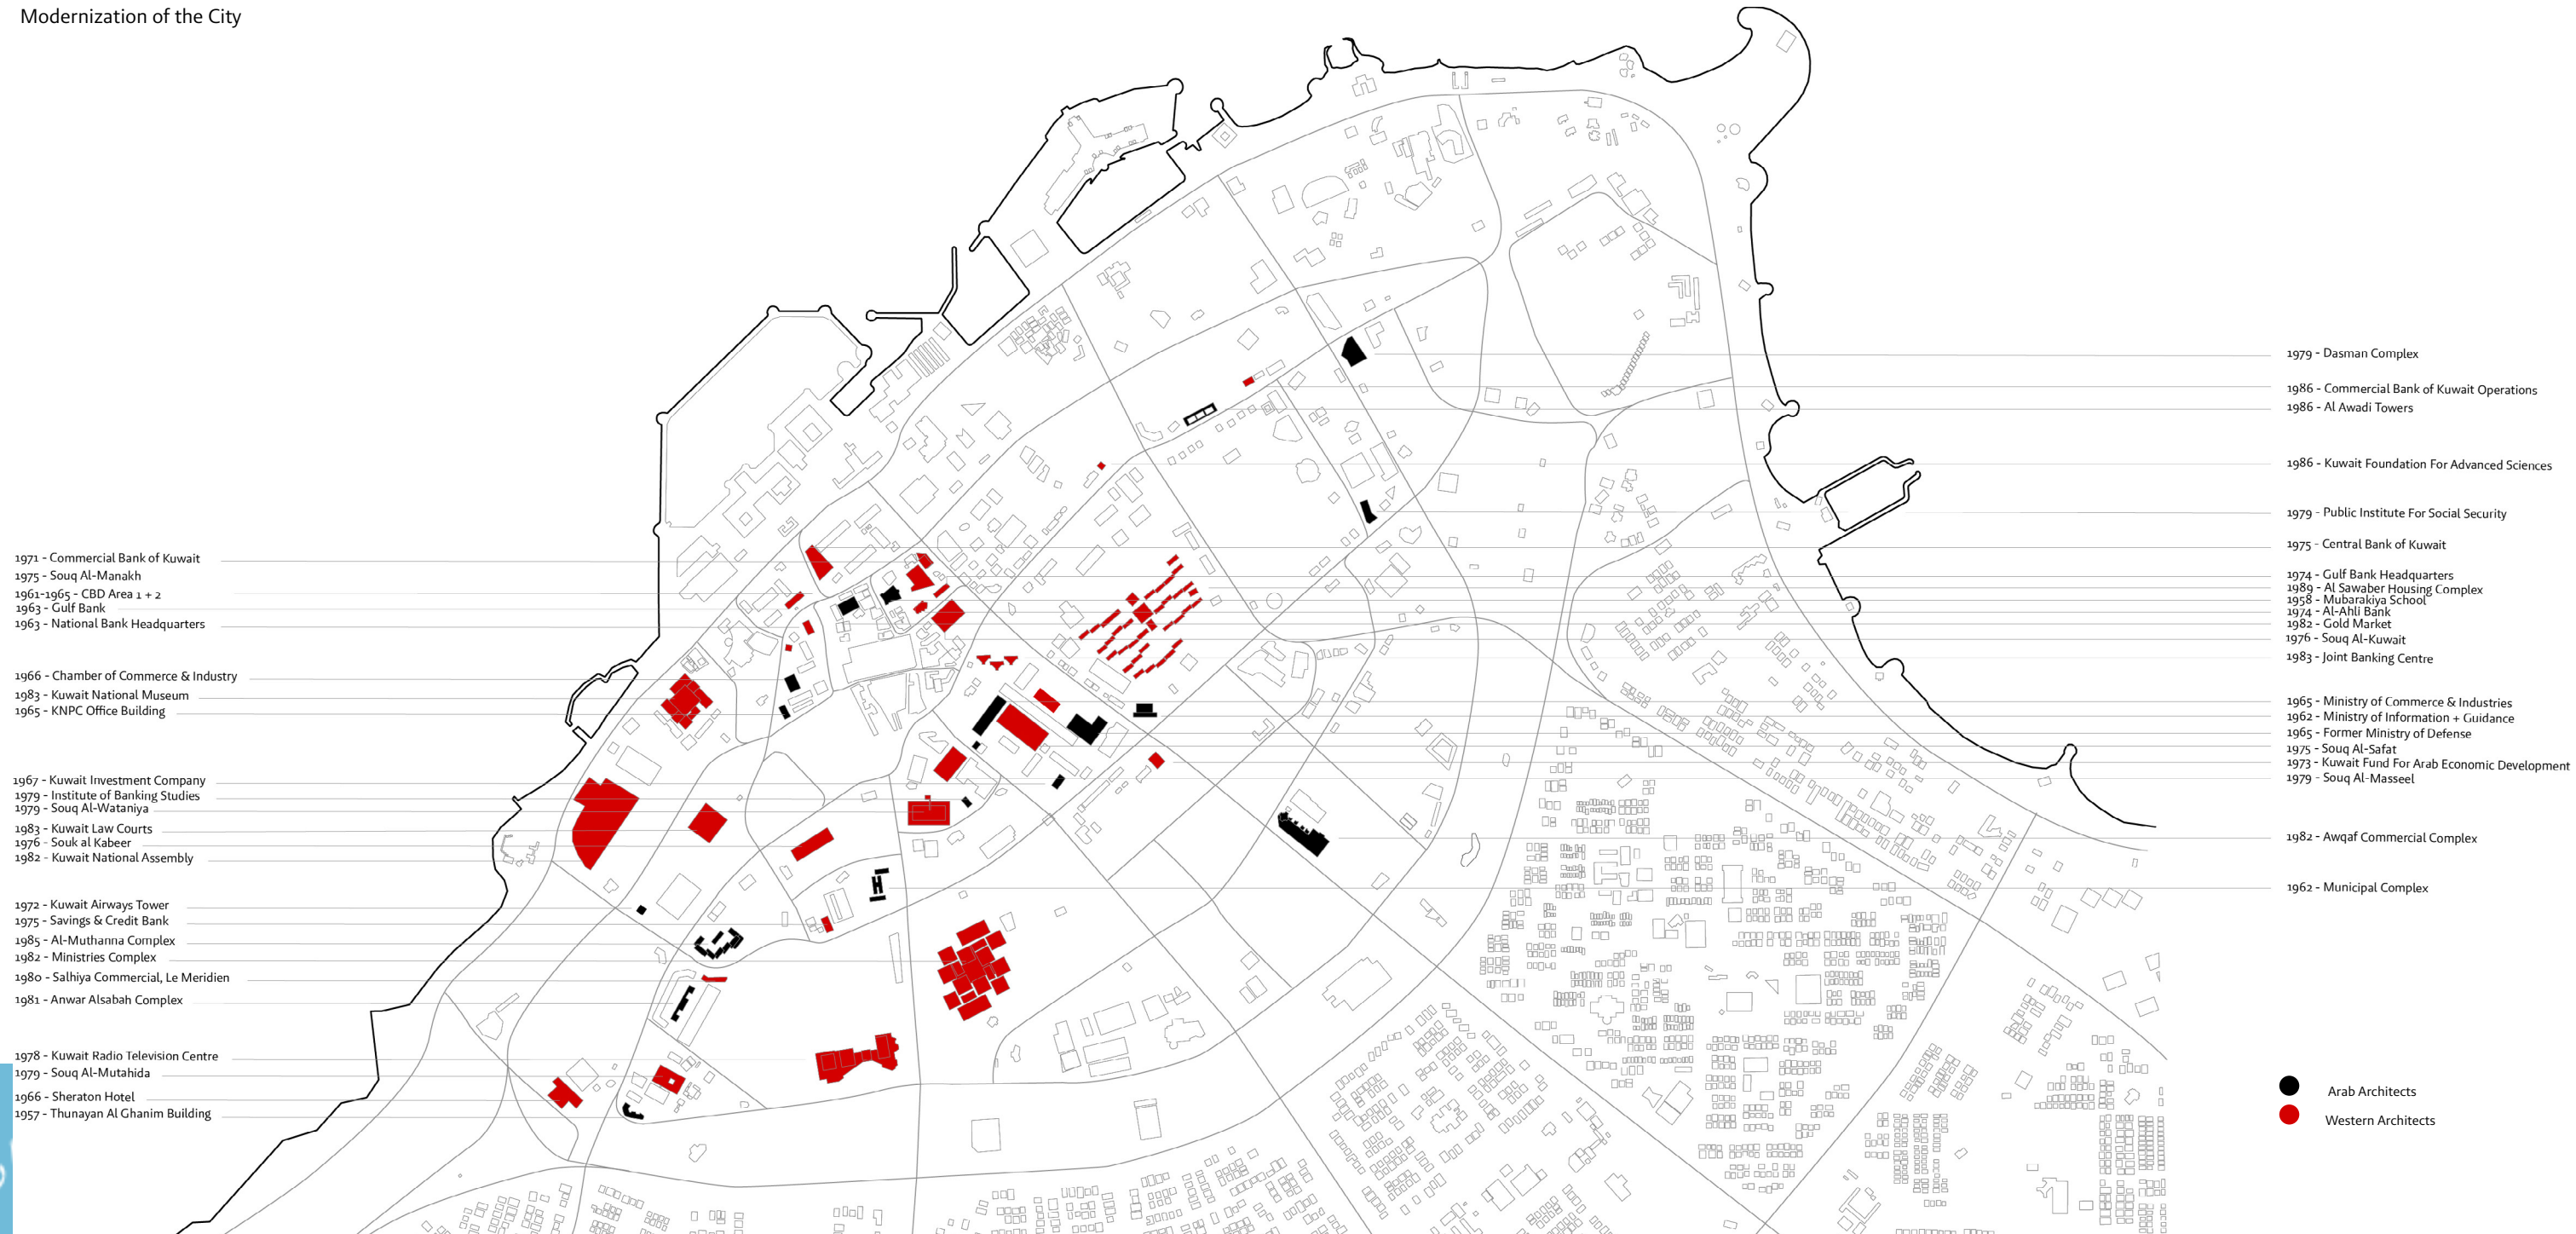 Modernization of the City
1971 - Commercial Bank of Kuwait
1975 - Souq Al-Manakh
1961-1965 - CBD Area 1 + 2
1963 - Gulf Bank
1963 - National Bank Headquarters
1966 - Chamber of Commerce & Industry
1983 - Kuwait National Museum
1965 - KNPC Office Building
1967 - Kuwait Investment Company
1979 - Institute of Banking Studies
1979 - Souq Al-Wataniya
1983 - Kuwait Law Courts
1976 - Souk al Kabeer
1982 - Kuwait National Assembly
1972 - Kuwait Airways Tower
1975 - Savings & Credit Bank
1985 - Al-Muthanna Complex
1982 - Ministries Complex
1980 - Salhiya Commercial, Le Meridien
1981 - Anwar Alsabah Complex
1978 - Kuwait Radio Television Centre
1979 - Souq Al-Mutahida
1966 - Sheraton Hotel
1957 - Thunayan Al Ghanim Building
1979 - Dasman Complex
1986 - Commercial Bank of Kuwait Operations
1986 - Al Awadi Towers
1986 - Kuwait Foundation For Advanced Sciences
1979 - Public Institute For Social Security
1975 - Central Bank of Kuwait
1974 - Gulf Bank Headquarters
1989 - Al Sawaber Housing Complex
1958 - Mubarakiya School
1974 - Al-Ahli Bank
1982 - Gold Market
1976 - Souq Al-Kuwait
1983 - Joint Banking Centre
1965 - Ministry of Commerce & Industries
1962 - Ministry of Information + Guidance
1965 - Former Ministry of Defense
1975 - Souq Al-Safat
1973 - Kuwait Fund For Arab Economic Development
1979 - Souq Al-Masseel
1982 - Awqaf Commercial Complex
1962 - Municipal Complex
Arab Architects
Western Architects